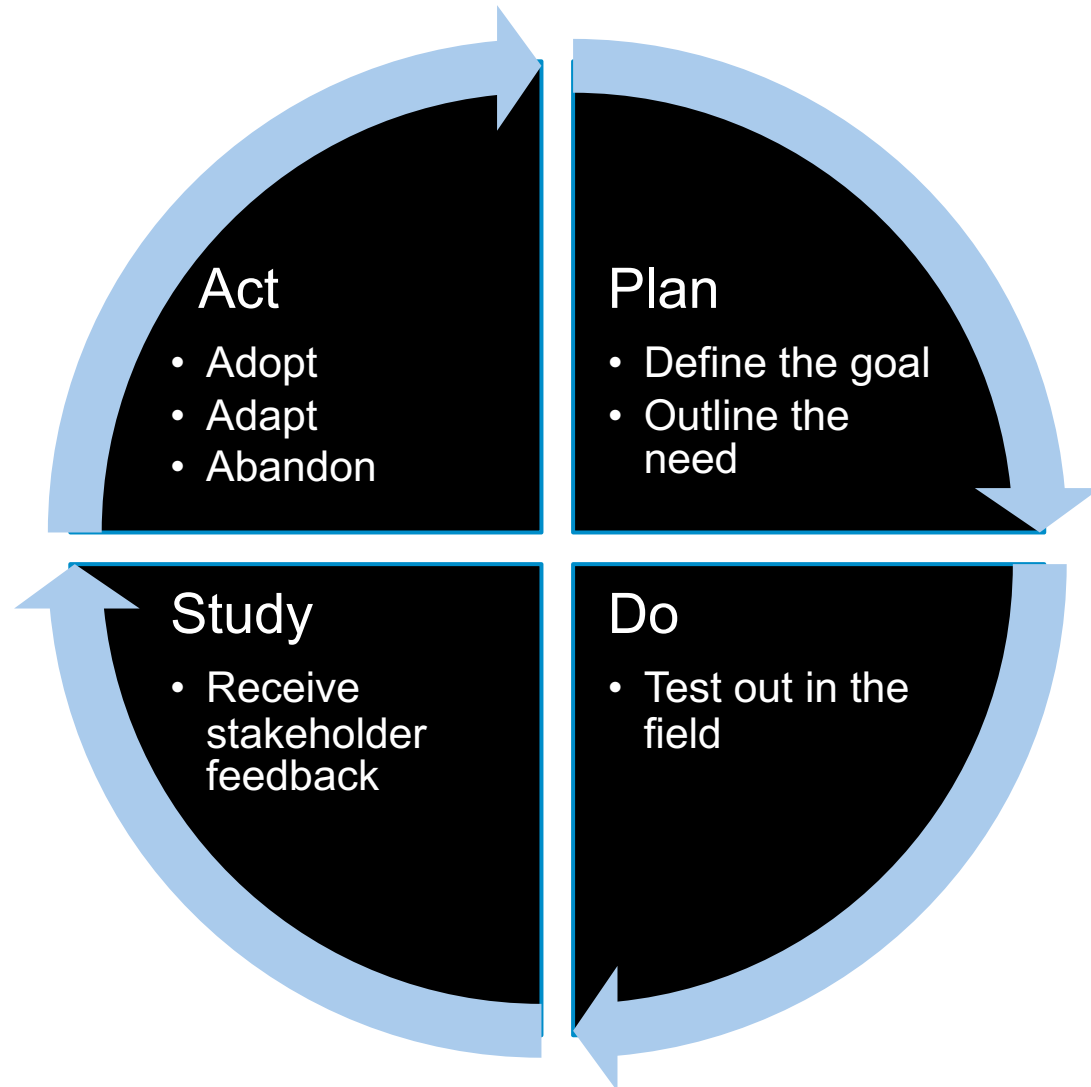 Act
• Adopt
• Adapt
• Abandon
Plan
• Define the goal
• Outline the
need
Study
• Receive
stakeholder
feedback
Do
• Test out in the
field